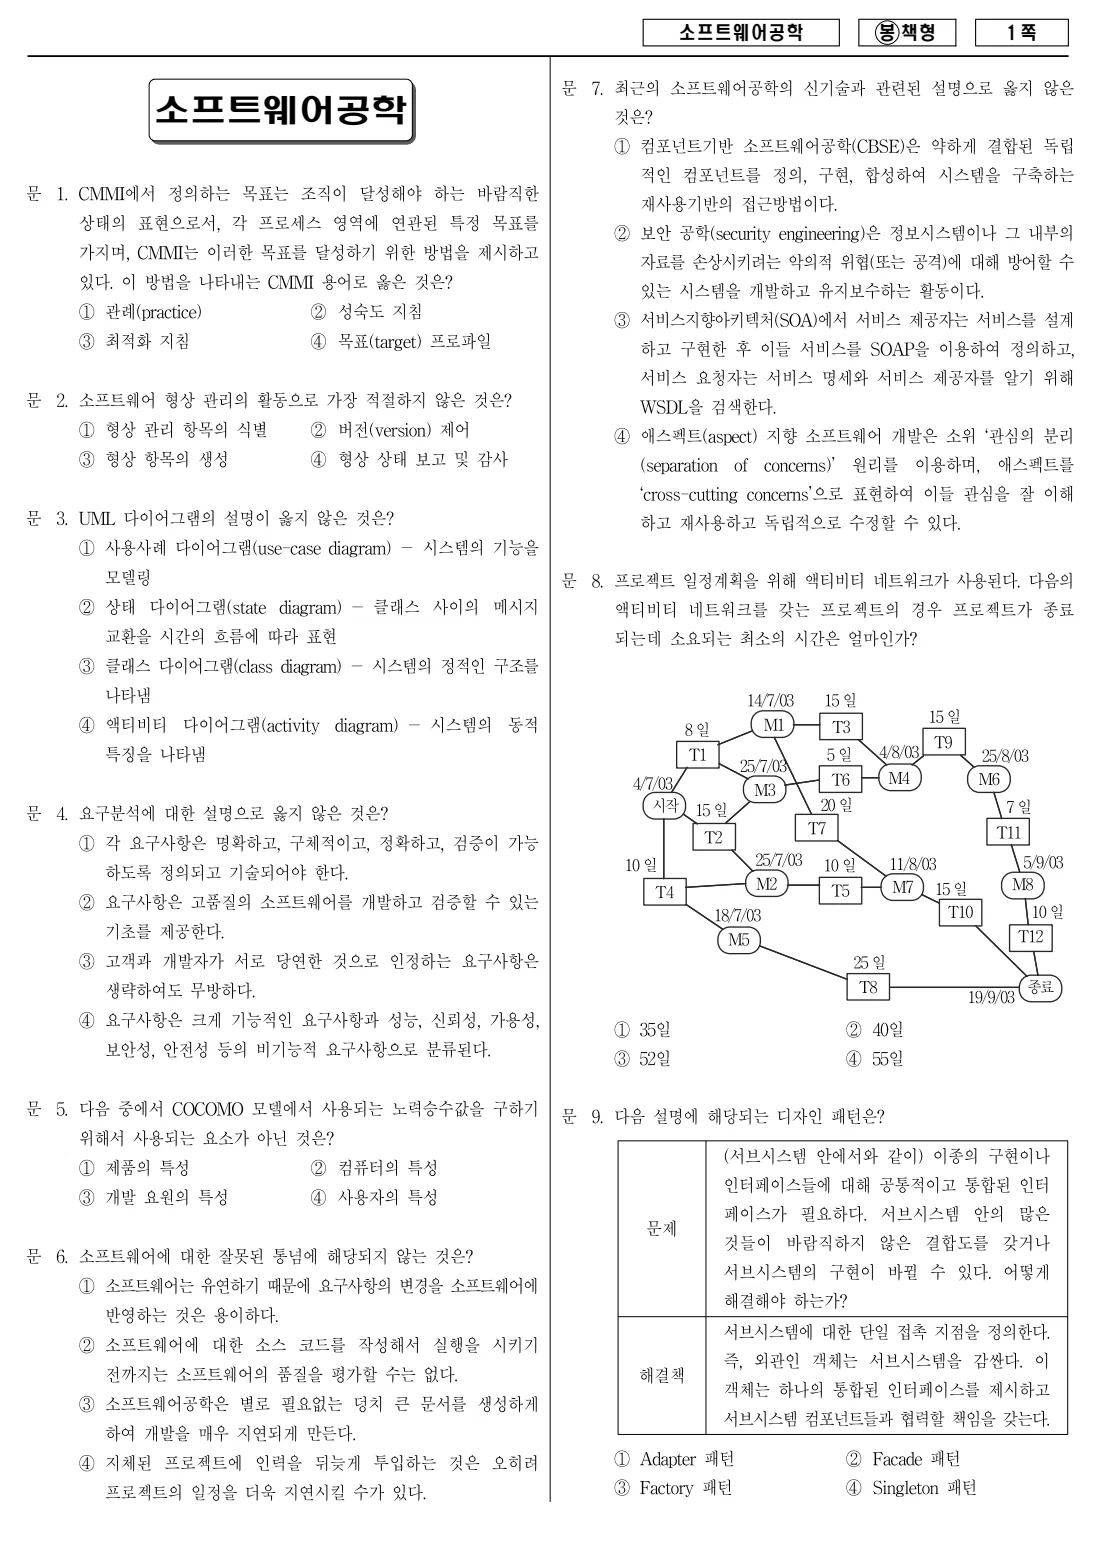 소프트웨어공학
봉책형
1 쪽
소프트웨어공학
문 1. CMMI에서 정의하는 목표는 조직이 달성해야 하는 바람직한
상태의 표현으로서, 각 프로세스 영역에 연관된 특정 목표를
가지며, CMMI는 이러한 목표를 달성하기 위한 방법을 제시하고
있다. 이 방법을 나타내는 CMMI 용어로 옳은 것은?
① 관례(practice) ② 성숙도 지침
③ 최적화 지침 ④ 목표(target) 프로파일
문 2. 소프트웨어 형상 관리의 활동으로 가장 적절하지 않은 것은?
① 형상 관리 항목의 식별 ② 버전(version) 제어
③ 형상 항목의 생성 ④ 형상 상태 보고 및 감사
문 3. UML 다이어그램의 설명이 옳지 않은 것은?
① 사용사례 다이어그램(use-case diagram) - 시스템의 기능을
모델링
② 상태 다이어그램(state diagram) - 클래스 사이의 메시지
교환을 시간의 흐름에 따라 표현
③ 클래스 다이어그램(class diagram) - 시스템의 정적인 구조를
나타냄
④ 액티비티 다이어그램(activity diagram) - 시스템의 동적
특징을 나타냄
문 4. 요구분석에 대한 설명으로 옳지 않은 것은?
① 각 요구사항은 명확하고, 구체적이고, 정확하고, 검증이 가능
하도록 정의되고 기술되어야 한다.
② 요구사항은 고품질의 소프트웨어를 개발하고 검증할 수 있는
기초를 제공한다.
③ 고객과 개발자가 서로 당연한 것으로 인정하는 요구사항은
생략하여도 무방하다.
④ 요구사항은 크게 기능적인 요구사항과 성능, 신뢰성, 가용성,
보안성, 안전성 등의 비기능적 요구사항으로 분류된다.
문 5. 다음 중에서 COCOMO 모델에서 사용되는 노력승수값을 구하기
위해서 사용되는 요소가 아닌 것은?
① 제품의 특성 ② 컴퓨터의 특성
③ 개발 요원의 특성 ④ 사용자의 특성
문 6. 소프트웨어에 대한 잘못된 통념에 해당되지 않는 것은?
① 소프트웨어는 유연하기 때문에 요구사항의 변경을 소프트웨어에
반영하는 것은 용이하다.
② 소프트웨어에 대한 소스 코드를 작성해서 실행을 시키기
전까지는 소프트웨어의 품질을 평가할 수는 없다.
③ 소프트웨어공학은 별로 필요없는 덩치 큰 문서를 생성하게
하여 개발을 매우 지연되게 만든다.
④ 지체된 프로젝트에 인력을 뒤늦게 투입하는 것은 오히려
프로젝트의 일정을 더욱 지연시킬 수가 있다.
문 7. 최근의 소프트웨어공학의 신기술과 관련된 설명으로 옳지 않은
것은?
① 컴포넌트기반 소프트웨어공학(CBSE)은 약하게 결합된 독립
적인 컴포넌트를 정의, 구현, 합성하여 시스템을 구축하는
재사용기반의 접근방법이다.
② 보안 공학(security engineering)은 정보시스템이나 그 내부의
자료를 손상시키려는 악의적 위협(또는 공격)에 대해 방어할 수
있는 시스템을 개발하고 유지보수하는 활동이다.
③ 서비스지향아키텍처(SOA)에서 서비스 제공자는 서비스를 설계
하고 구현한 후 이들 서비스를 SOAP을 이용하여 정의하고,
서비스 요청자는 서비스 명세와 서비스 제공자를 알기 위해
WSDL을 검색한다.
④ 애스펙트(aspect) 지향 소프트웨어 개발은 소위 ‘관심의 분리
(separation of concerns)’ 원리를 이용하며, 애스펙트를
‘cross-cutting concerns’으로 표현하여 이들 관심을 잘 이해
하고 재사용하고 독립적으로 수정할 수 있다.
문 8. 프로젝트 일정계획을 위해 액티비티 네트워크가 사용된다. 다음의
액티비티 네트워크를 갖는 프로젝트의 경우 프로젝트가 종료
되는데 소요되는 최소의 시간은 얼마인가?
14/7/03 15일
M1 T3 15일
8일 5일 4/8/03 T9 25/8/03
T1 25/7/03 T6 M4 M6
4/7/03 M3
시작 15일 20일 7일
T2 T7 T11
10일 25/7/03 10일 11/8/03 5/9/03
T4 M2 T5 M7 15일 M8
18/7/03 T10 10일
M5 T12
25일
T8 19/9/03 종료
① 35일 ② 40일
③ 52일 ④ 55일
문 9. 다음 설명에 해당되는 디자인 패턴은?
문제
(서브시스템 안에서와 같이) 이종의 구현이나
인터페이스들에 대해 공통적이고 통합된 인터
페이스가 필요하다. 서브시스템 안의 많은
것들이 바람직하지 않은 결합도를 갖거나
서브시스템의 구현이 바뀔 수 있다. 어떻게
해결해야 하는가?
해결책
서브시스템에 대한 단일 접촉 지점을 정의한다.
즉, 외관인 객체는 서브시스템을 감싼다. 이
객체는 하나의 통합된 인터페이스를 제시하고
서브시스템 컴포넌트들과 협력할 책임을 갖는다.
① Adapter 패턴 ② Facade 패턴
③ Factory 패턴 ④ Singleton 패턴